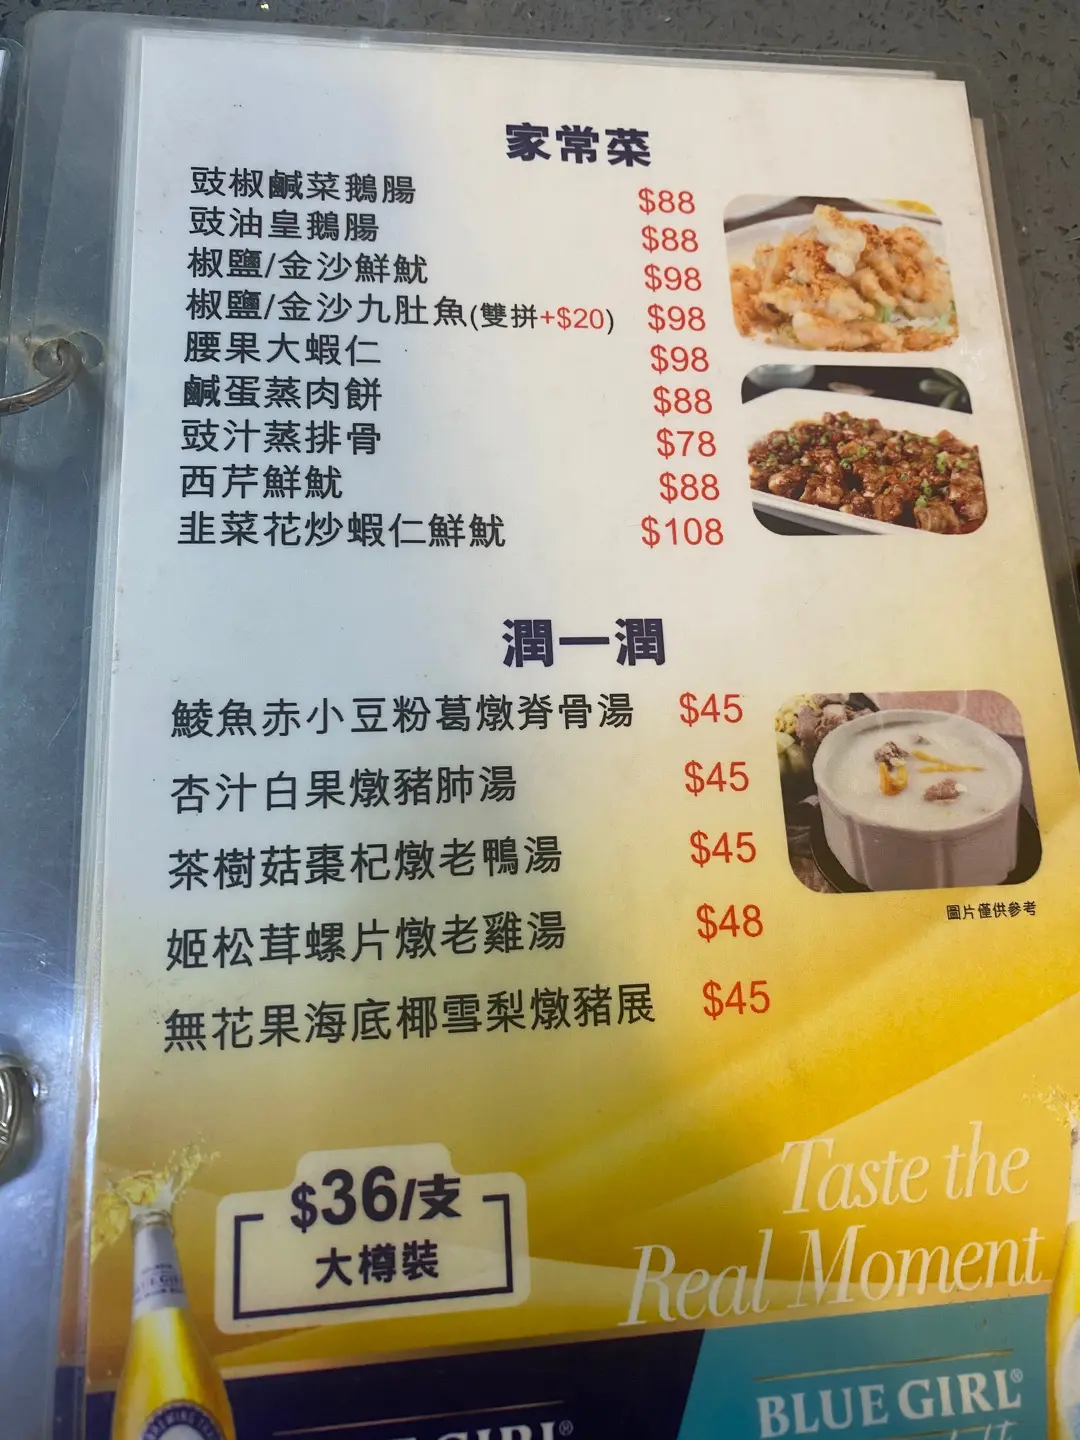 家常菜
豉椒鹹菜鵝腸 $88
豉油皇鵝腸 $88
椒鹽/金沙鮮魷 $98
椒鹽/金沙九肚魚(雙拼+$20) $98
腰果大蝦仁 $98
鹹蛋蒸肉餅 $88
豉汁蒸排骨 $78
西芹鮮魷 $88
韭菜花炒蝦仁鮮魷 $108
潤一潤
鯪魚赤小豆粉葛燉脊骨湯 $45
杏汁白果燉豬肺湯 $45
茶樹菇棗杞燉老鴨湯 $45
姬松茸螺片燉老雞湯 $48
圖片僅供參考
無花果海底椰雪梨燉豬展 $45
$36/支
大樽裝
Taste the
Real Moment
BLUE GIRL®